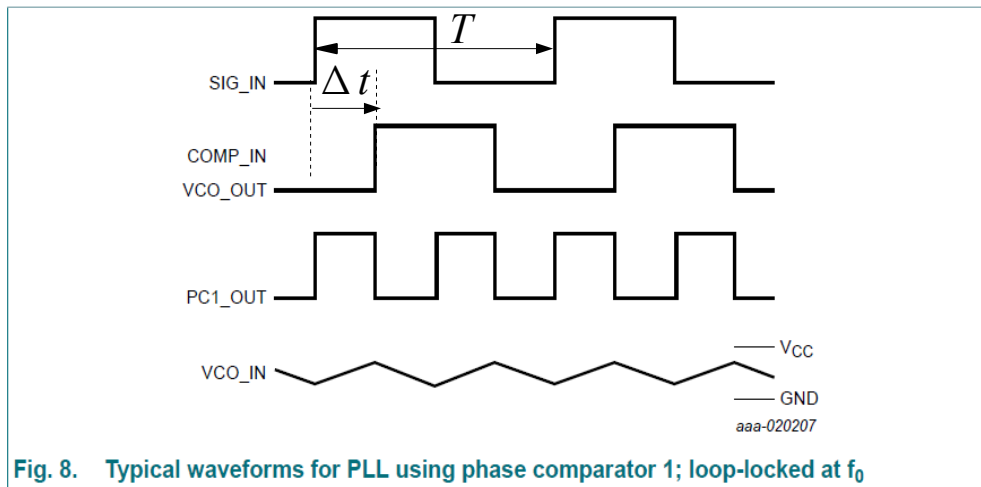 T
SIG_IN
Δ t
COMP_IN
VCO_OUT
PC1_OUT
VCC
VCO_IN
GND
aaa-020207
Fig. 8. Typical waveforms for PLL using phase comparator 1; loop-locked at f0